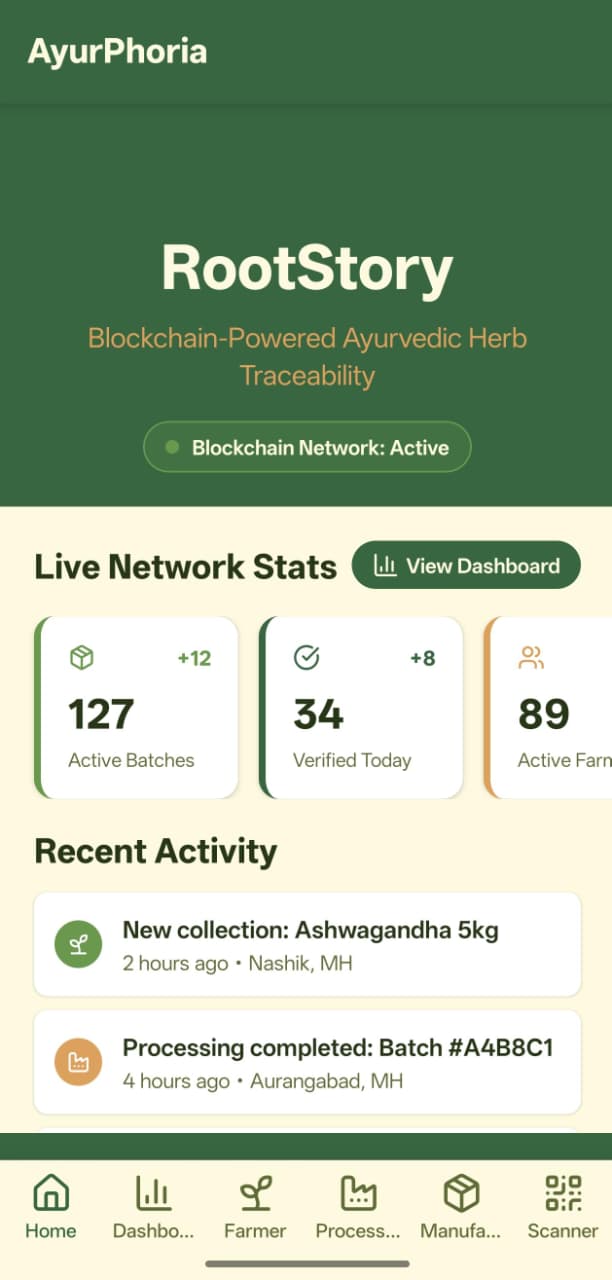 AyurPhoria
RootStory
Blockchain-Powered Ayurvedic Herb
Traceability
Blockchain Network: Active
Live Network Stats
View Dashboard
+12
127
Active Batches
+8
34
Verified Today
89
Active Farm
Recent Activity
New collection: Ashwagandha 5kg
2 hours ago • Nashik, MH
Processing completed: Batch #A4B8C1
4 hours ago • Aurangabad, MH
Home
Dashbo...
Farmer
Process...
Manufa...
Scanner